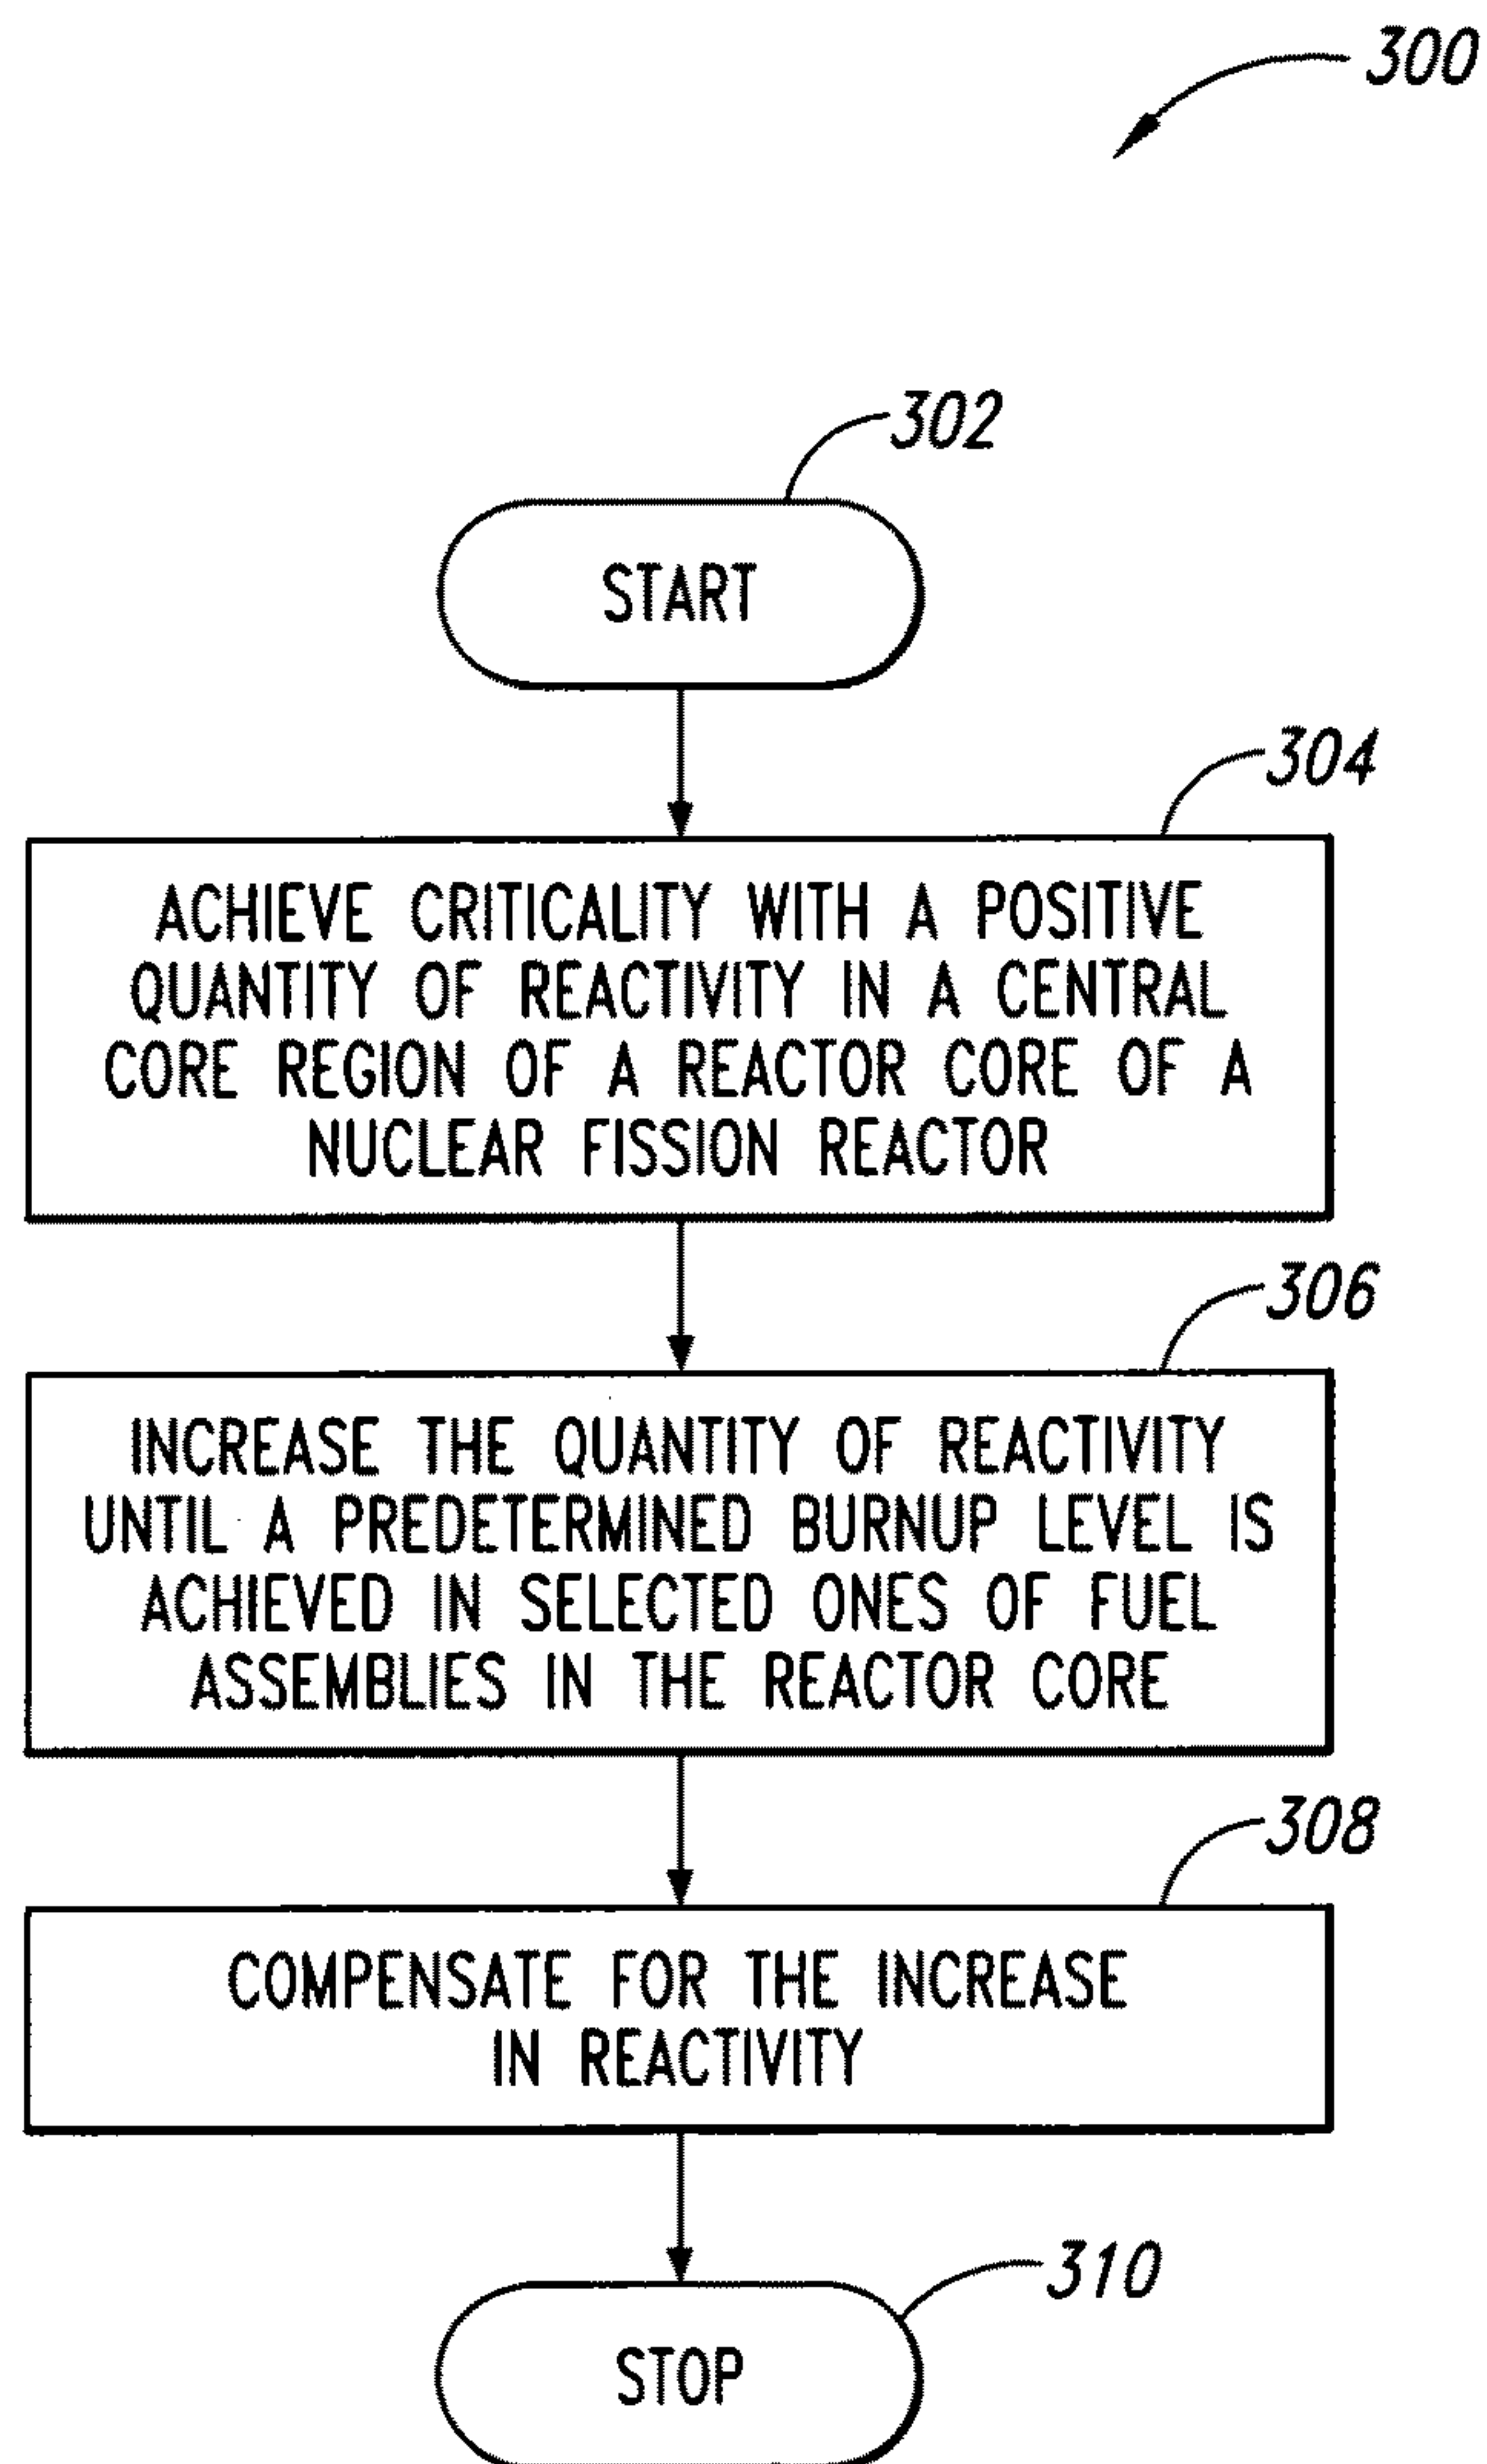 300
302
START
304
ACHIEVE CRITICALITY WITH A POSITIVE
QUANTITY OF REACTIVITY IN A CENTRAL
CORE REGION OF A REACTOR CORE OF A
NUCLEAR FISSION REACTOR
306
INCREASE THE QUANTITY OF REACTIVITY
UNTIL A PREDETERMINED BURNUP LEVEL IS
ACHIEVED IN SELECTED ONES OF FUEL
ASSEMBLIES IN THE REACTOR CORE
308
COMPENSATE FOR THE INCREASE
IN REACTIVITY
310
STOP